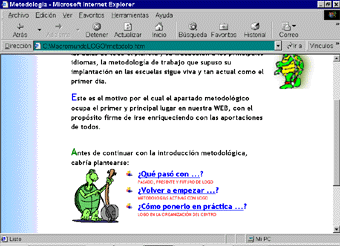 Metodología - Microsoft Internet Explorer
Archivo Edición Ver Favoritos Herramientas Ayuda
Atrás Adelante Detener Actualizar Inicio Búsqueda Favoritos Historial Correo
Dirección Ir a Vínculos
idiomas, la metodología de trabajo que supuso su
implantación en las escuelas sigue viva y tan actual como el
primer día.
Este es el motivo por el cual el apartado metodológico
ocupa el primer y principal lugar en nuestra WEB, con el
propósito firme de irse enriqueciendo con las aportaciones
de todos.
Antes de continuar con la introducción metodológica,
cabría plantearse:
¿Qué pasó con ...?
PASADO, PRESENTE Y FUTURO DE LOGO
¿Volver a empezar ...?
METODOLOGÍAS ACTIVAS CON LOGO
¿Cómo ponerlo en práctica ...?
LOGO EN LA ORGANIZACIÓN DEL CENTRO
Listo Mi PC